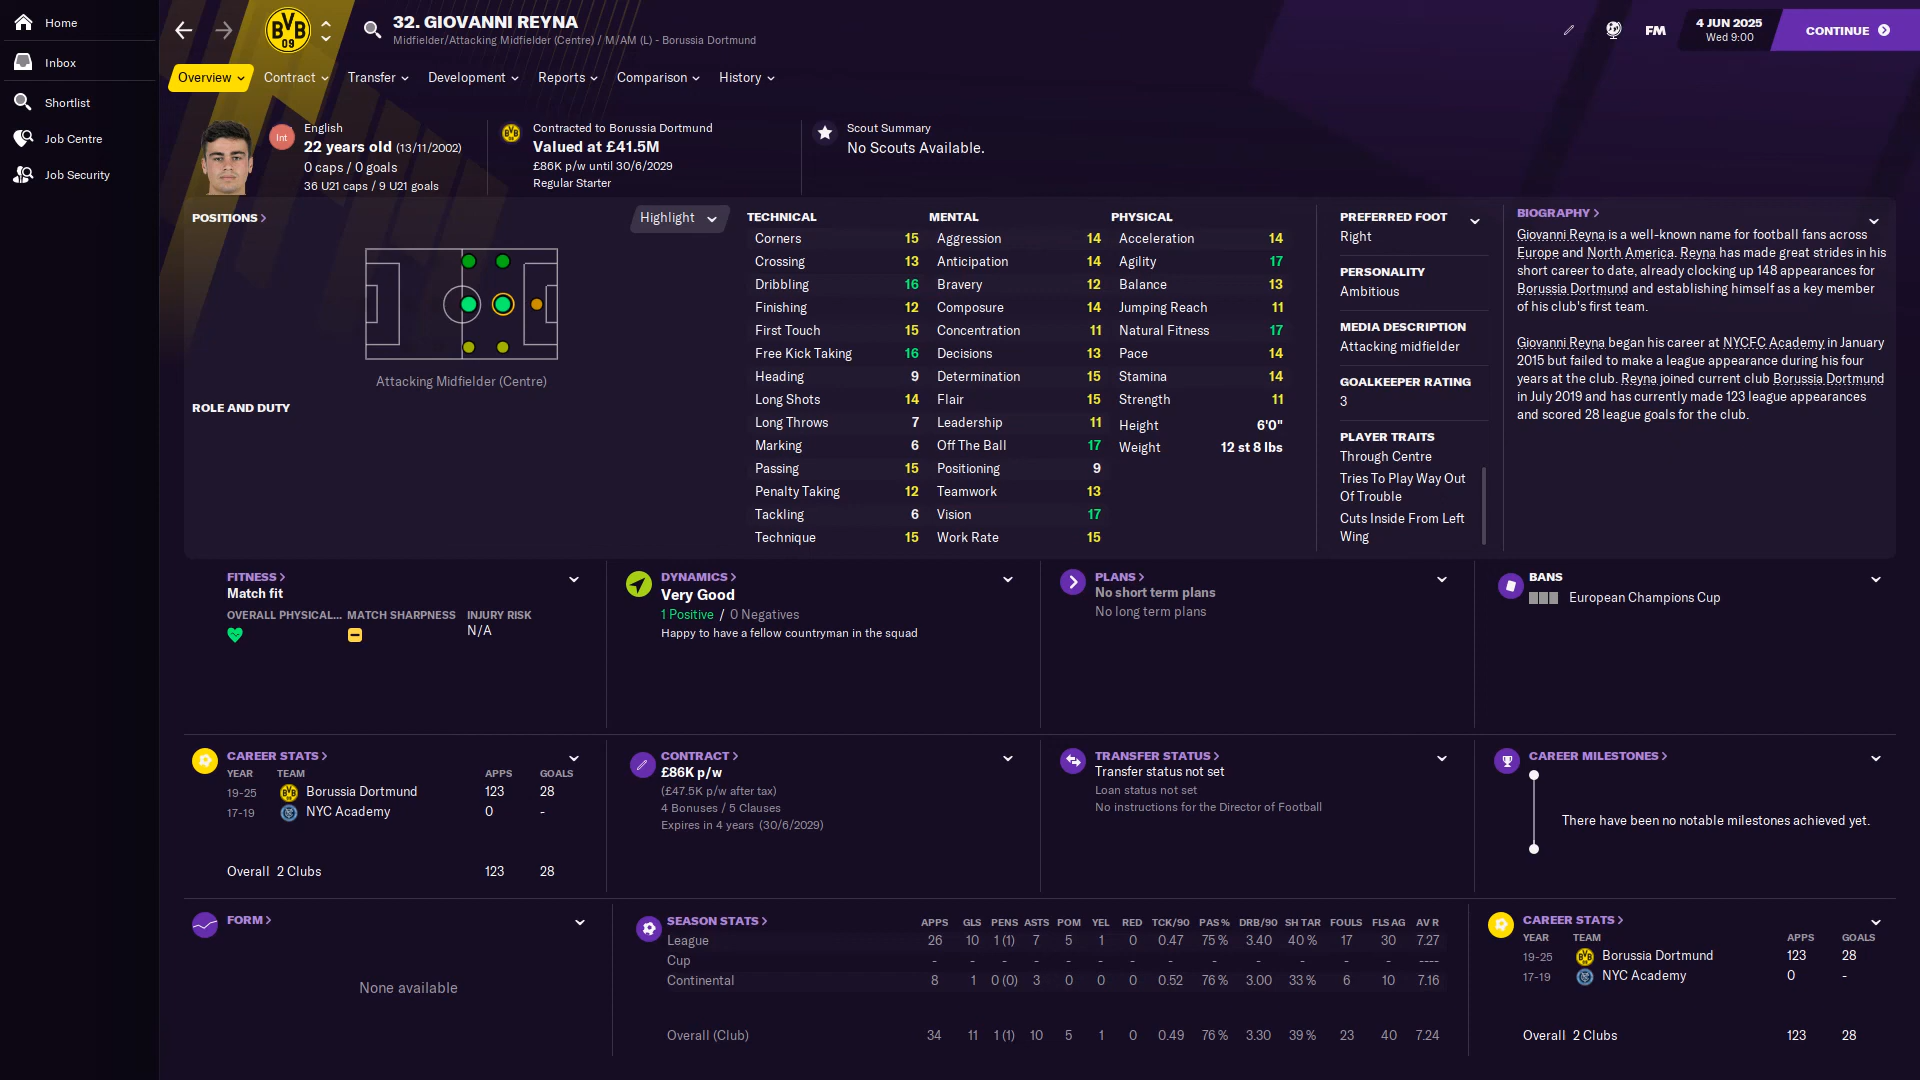 Home
Inbox
Shortlist
Job Centre
Job Security
BVB
09
32. GIOVANNI REYNA
Midfielder/Attacking Midfielder (Centre) / M/AM (L) - Borussia Dortmund
FM
4 JUN 2025
Wed 9:00
CONTINUE
Overview
Contract
Transfer
Development
Reports
Comparison
History
Int
English
22 years old (13/11/2002)
0 caps / 0 goals
36 U21 caps / 9 U21 goals
Contracted to Borussia Dortmund
Valued at £41.5M
£86K p/w until 30/6/2029
Regular Starter
Scout Summary
No Scouts Available.
POSITIONS
Attacking Midfielder (Centre)
ROLE AND DUTY
Highlight
TECHNICAL
Corners 15
Crossing 13
Dribbling 16
Finishing 12
First Touch 15
Free Kick Taking 16
Heading 9
Long Shots 14
Long Throws 7
Marking 6
Passing 15
Penalty Taking 12
Tackling 6
Technique 15
MENTAL
Aggression 14
Anticipation 14
Bravery 12
Composure 14
Concentration 11
Decisions 13
Determination 15
Flair 15
Leadership 11
Off The Ball 17
Positioning 9
Teamwork 13
Vision 17
Work Rate 15
PHYSICAL
Acceleration 14
Agility 17
Balance 13
Jumping Reach 11
Natural Fitness 17
Pace 14
Stamina 14
Strength 11
Height 6'0"
Weight 12 st 8 lbs
PREFERRED FOOT
Right
PERSONALITY
Ambitious
MEDIA DESCRIPTION
Attacking midfielder
GOALKEEPER RATING
3
PLAYER TRAITS
Through Centre
Tries To Play Way Out
Of Trouble
Cuts Inside From Left
Wing
BIOGRAPHY
Giovanni Reyna is a well-known name for football fans across
Europe and North America. Reyna has made great strides in his
short career to date, already clocking up 148 appearances for
Borussia Dortmund and establishing himself as a key member
of his club's first team.
Giovanni Reyna began his career at NYCFC Academy in January
2015 but failed to make a league appearance during his four
years at the club. Reyna joined current club Borussia Dortmund
in July 2019 and has currently made 123 league appearances
and scored 28 league goals for the club.
FITNESS
Match fit
OVERALL PHYSICAL... MATCH SHARPNESS INJURY RISK
N/A
DYNAMICS
Very Good
1 Positive / 0 Negatives
Happy to have a fellow countryman in the squad
PLANS
No short term plans
No long term plans
BANS
European Champions Cup
CAREER STATS
YEAR TEAM APPS GOALS
19-25 Borussia Dortmund 123 28
17-19 NYC Academy 0 -
Overall 2 Clubs 123 28
CONTRACT
£86K p/w
(£47.5K p/w after tax)
4 Bonuses / 5 Clauses
Expires in 4 years (30/6/2029)
TRANSFER STATUS
Transfer status not set
Loan status not set
No instructions for the Director of Football
CAREER MILESTONES
There have been no notable milestones achieved yet.
FORM
None available
SEASON STATS APPS GLS PENS ASTS POM YEL RED TCK/90 PAS % DRB/90 SH TAR FOULS FLS AG AV R
League 26 10 1 (1) 7 5 1 0 0.47 75 % 3.40 40 % 17 30 7.27
Cup - - - - - - - - - - - - - ----
Continental 8 1 0 (0) 3 0 0 0 0.52 76 % 3.00 33 % 6 10 7.16
Overall (Club) 34 11 1 (1) 10 5 1 0 0.49 76 % 3.30 39 % 23 40 7.24
CAREER STATS
YEAR TEAM APPS GOALS
19-25 Borussia Dortmund 123 28
17-19 NYC Academy 0 -
Overall 2 Clubs 123 28